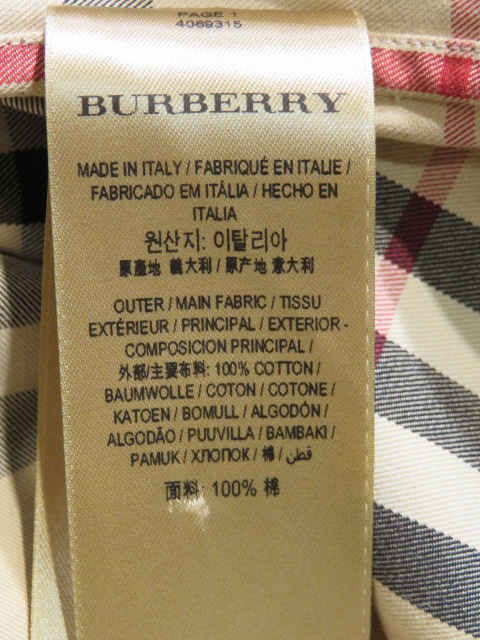 PAGE 1
4069315
BURBERRY
MADE IN ITALY / FABRIQUÉ EN ITALIE /
FABRICADO EM ITÁLIA / HECHO EN
ITALIA
원산지: 이탈리아
原產地 義大利 / 原产地 意大利
OUTER / MAIN FABRIC / TISSU
EXTÉRIEUR / PRINCIPAL / EXTERIOR -
COMPOSICION PRINCIPAL /
外部/主要布料: 100% COTTON /
BAUMWOLLE / COTON / COTONE /
KATOEN / BOMULL / ALGODÓN /
ALGODÃO / PUUVILLA / BAMBAKI /
PAMUK / ХЛОПОК / 棉 / قطن
面料: 100% 棉